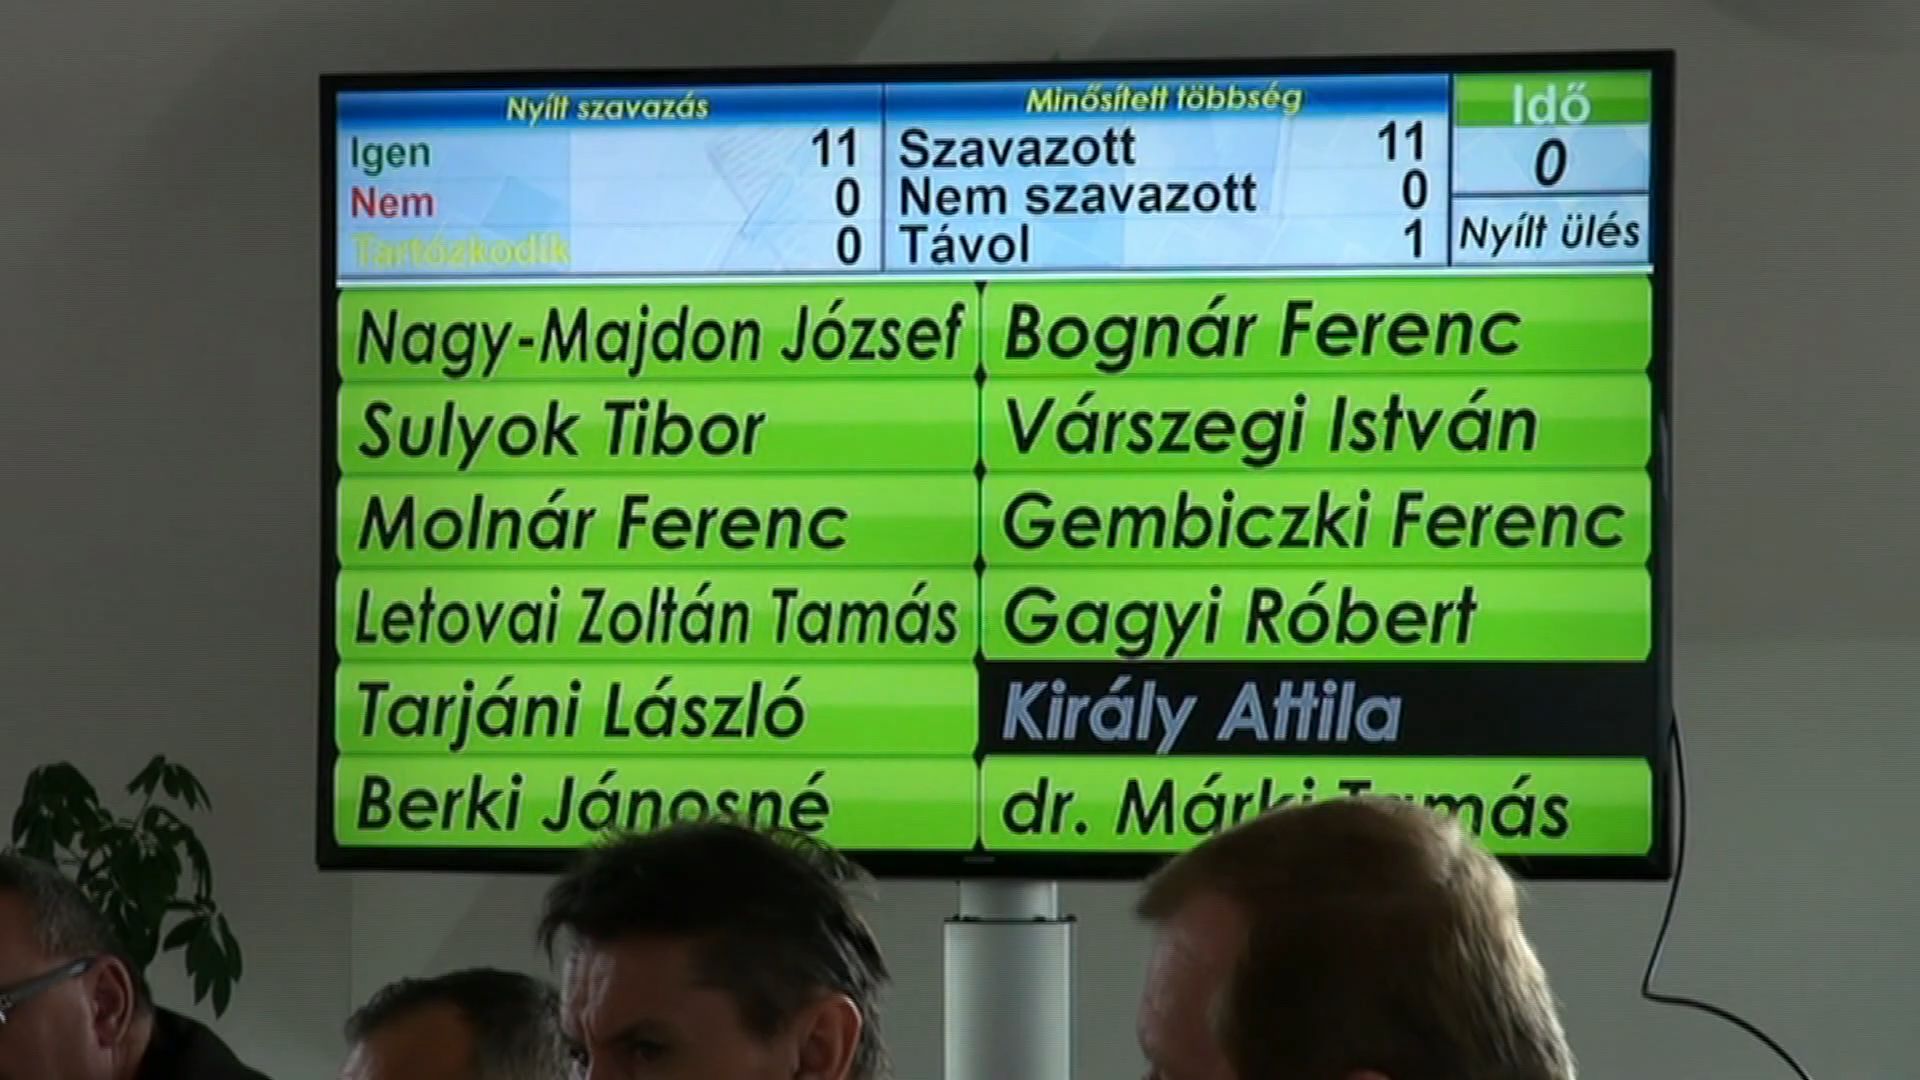 Nyílt szavazás
Igen 11
Nem 0
Tartózkodik 0
Minősített többség
Szavazott 11
Nem szavazott 0
Távol 1
Idő
0
Nyílt ülés
Nagy-Majdon József
Bognár Ferenc
Sulyok Tibor
Várszegi István
Molnár Ferenc
Gembiczki Ferenc
Letovai Zoltán Tamás
Gagyi Róbert
Tarjáni László
Király Attila
Berki Jánosné
dr. Márki Tamás